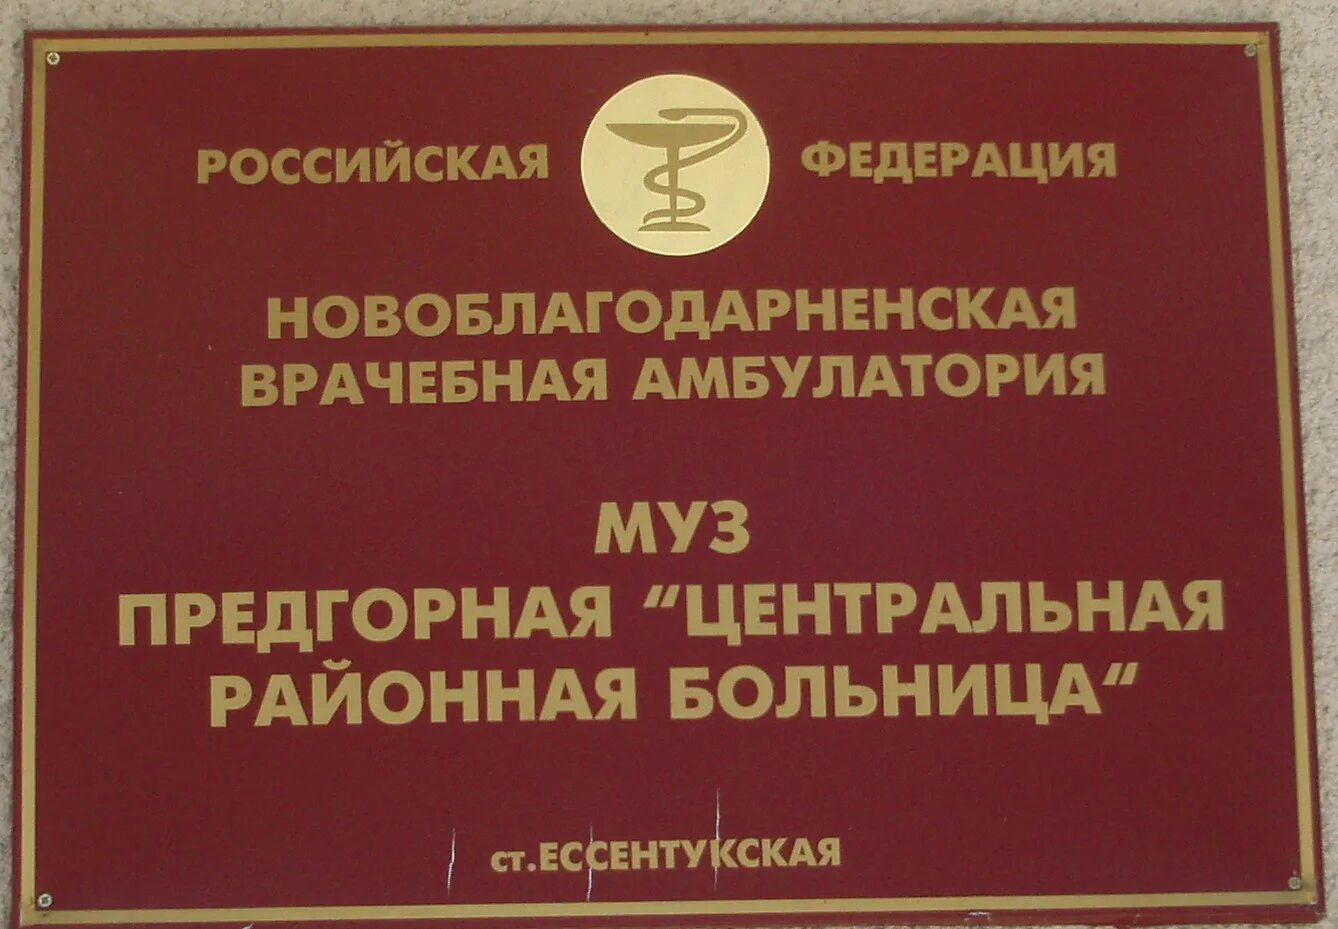 РОССИЙСКАЯ ФЕДЕРАЦИЯ
НОВОБЛАГОДАРНЕНСКАЯ
ВРАЧЕБНАЯ АМБУЛАТОРИЯ
МУЗ
ПРЕДГОРНАЯ “ЦЕНТРАЛЬНАЯ
РАЙОННАЯ БОЛЬНИЦА“
ст.ЕССЕНТУКСКАЯ